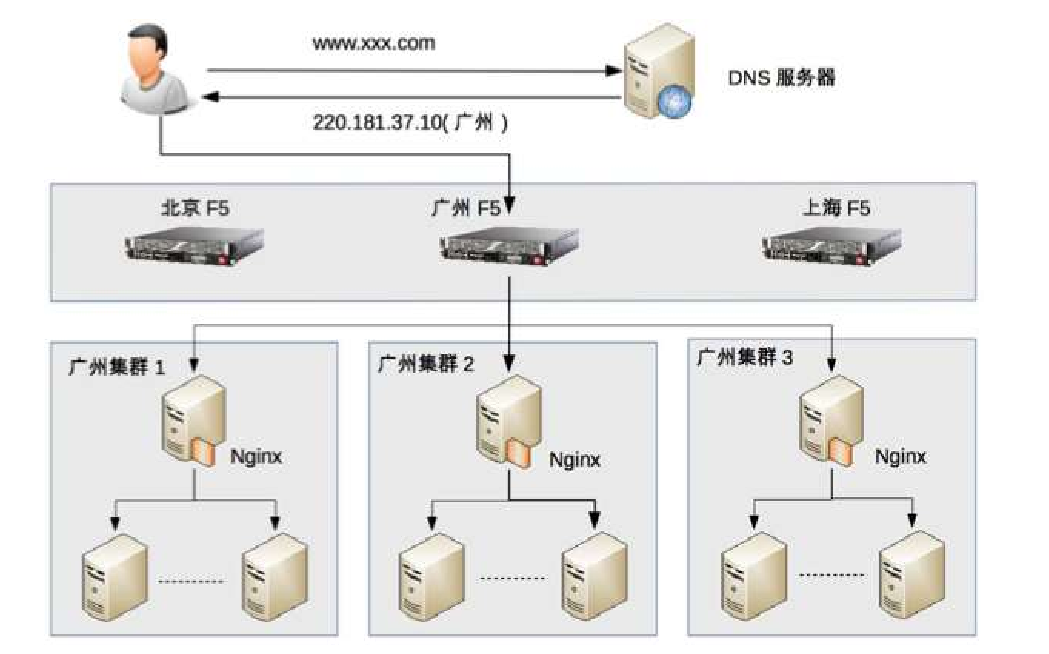 www.xxx.com
DNS 服务器
220.181.37.10( 广州 )
北京 F5
广州 F5
上海 F5
广州集群 1
广州集群 2
广州集群 3
Nginx
Nginx
Nginx